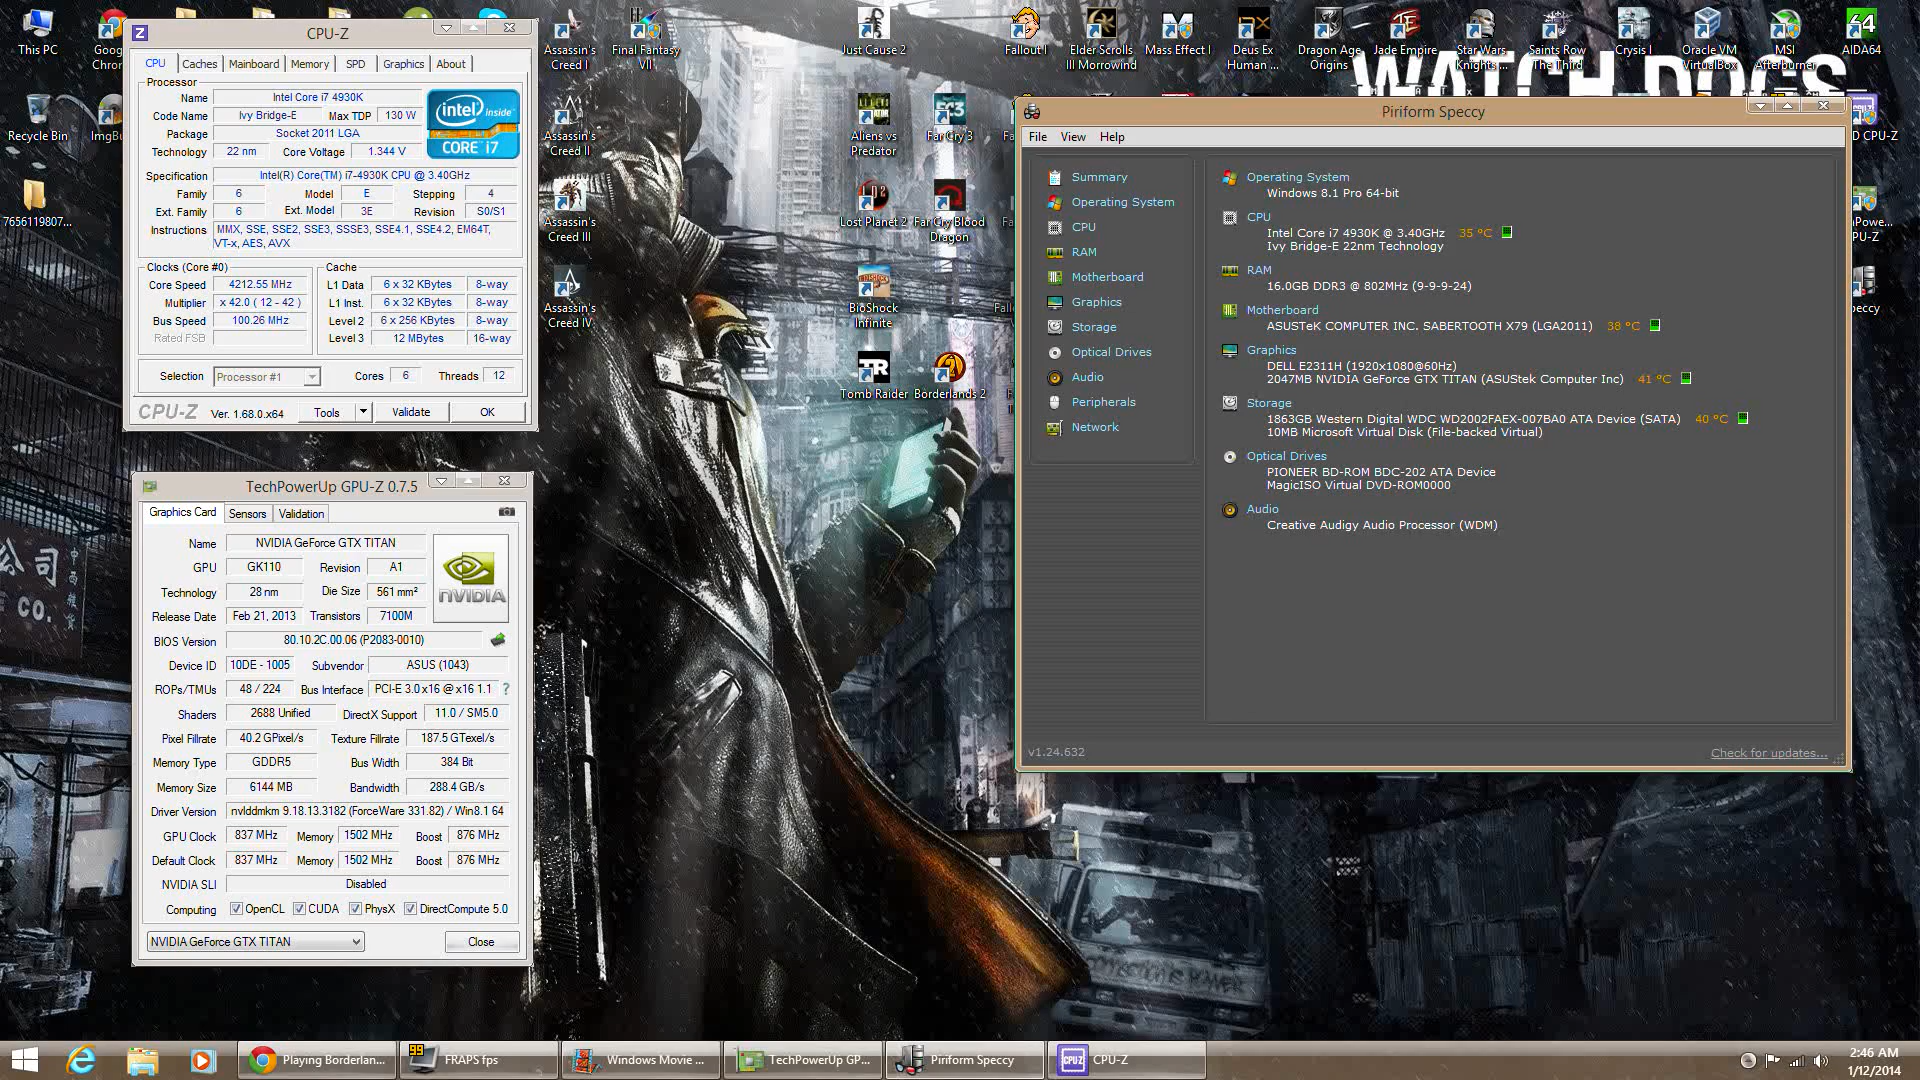 This PC
Goog
Chrom
Assassin's
Creed I
Final Fantasy
VII
Just Cause 2
Fallout I
Elder Scrolls
III Morrowind
Mass Effect I
Deus Ex
Human ...
Dragon Age
Origins
Jade Empire
Star Wars
Knights ...
Saints Row
The Third
Crysis I
Oracle VM
VirtualBox
MSI
Afterburner
64
AIDA64
WATCH DOGS
Recycle Bin
ImgBu
Assassin's
Creed II
Aliens vs
Predator
FC3
Far Cry 3
D CPU-Z
7656119807...
Assassin's
Creed III
Lost Planet 2
Far Cry Blood
Dragon
Assassin's
Creed IV
BIOSHOCK
BioShock
Infinite
TR
Tomb Raider
Borderlands 2
CPU-Z
CPU
Caches
Mainboard
Memory
SPD
Graphics
About
Processor
Name Intel Core i7 4930K
Code Name Ivy Bridge-E Max TDP 130 W
Package Socket 2011 LGA
Technology 22 nm Core Voltage 1.344 V
intel inside
CORE i7
Specification Intel(R) Core(TM) i7-4930K CPU @ 3.40GHz
Family 6 Model E Stepping 4
Ext. Family 6 Ext. Model 3E Revision S0/S1
Instructions MMX, SSE, SSE2, SSE3, SSSE3, SSE4.1, SSE4.2, EM64T,
VT-x, AES, AVX
Clocks (Core #0)
Core Speed 4212.55 MHz
Multiplier x 42.0 ( 12 - 42 )
Bus Speed 100.26 MHz
Rated FSB
Cache
L1 Data 6 x 32 KBytes 8-way
L1 Inst. 6 x 32 KBytes 8-way
Level 2 6 x 256 KBytes 8-way
Level 3 12 MBytes 16-way
Selection Processor #1 Cores 6 Threads 12
CPU-Z Ver. 1.68.0.x64 Tools Validate OK
TechPowerUp GPU-Z 0.7.5
Graphics Card
Sensors
Validation
Name NVIDIA GeForce GTX TITAN
GPU GK110 Revision A1
Technology 28 nm Die Size 561 mm²
Release Date Feb 21, 2013 Transistors 7100M
NVIDIA
BIOS Version 80.10.2C.00.06 (P2083-0010)
Device ID 10DE - 1005 Subvendor ASUS (1043)
ROPs/TMUs 48 / 224 Bus Interface PCI-E 3.0 x16 @ x16 1.1 ?
Shaders 2688 Unified DirectX Support 11.0 / SM5.0
Pixel Fillrate 40.2 GPixel/s Texture Fillrate 187.5 GTexel/s
Memory Type GDDR5 Bus Width 384 Bit
Memory Size 6144 MB Bandwidth 288.4 GB/s
Driver Version nvlddmkm 9.18.13.3182 (ForceWare 331.82) / Win8.1 64
GPU Clock 837 MHz Memory 1502 MHz Boost 876 MHz
Default Clock 837 MHz Memory 1502 MHz Boost 876 MHz
NVIDIA SLI Disabled
Computing OpenCL CUDA PhysX DirectCompute 5.0
NVIDIA GeForce GTX TITAN Close
Piriform Speccy
File View Help
Summary
Operating System
CPU
RAM
Motherboard
Graphics
Storage
Optical Drives
Audio
Peripherals
Network
Operating System
Windows 8.1 Pro 64-bit
CPU
Intel Core i7 4930K @ 3.40GHz 35 °C
Ivy Bridge-E 22nm Technology
RAM
16.0GB DDR3 @ 802MHz (9-9-9-24)
Motherboard
ASUSTeK COMPUTER INC. SABERTOOTH X79 (LGA2011) 38 °C
Graphics
DELL E2311H (1920x1080@60Hz)
2047MB NVIDIA GeForce GTX TITAN (ASUStek Computer Inc) 41 °C
Storage
1863GB Western Digital WDC WD2002FAEX-007BA0 ATA Device (SATA) 40 °C
10MB Microsoft Virtual Disk (File-backed Virtual)
Optical Drives
PIONEER BD-ROM BDC-202 ATA Device
MagicISO Virtual DVD-ROM0000
Audio
Creative Audigy Audio Processor (WDM)
v1.24.632
Check for updates...
公司
CO.
Playing Borderlan...
99
FRAPS fps
Windows Movie ...
TechPowerUp GP...
Piriform Speccy
CPU-Z
2:46 AM
1/12/2014